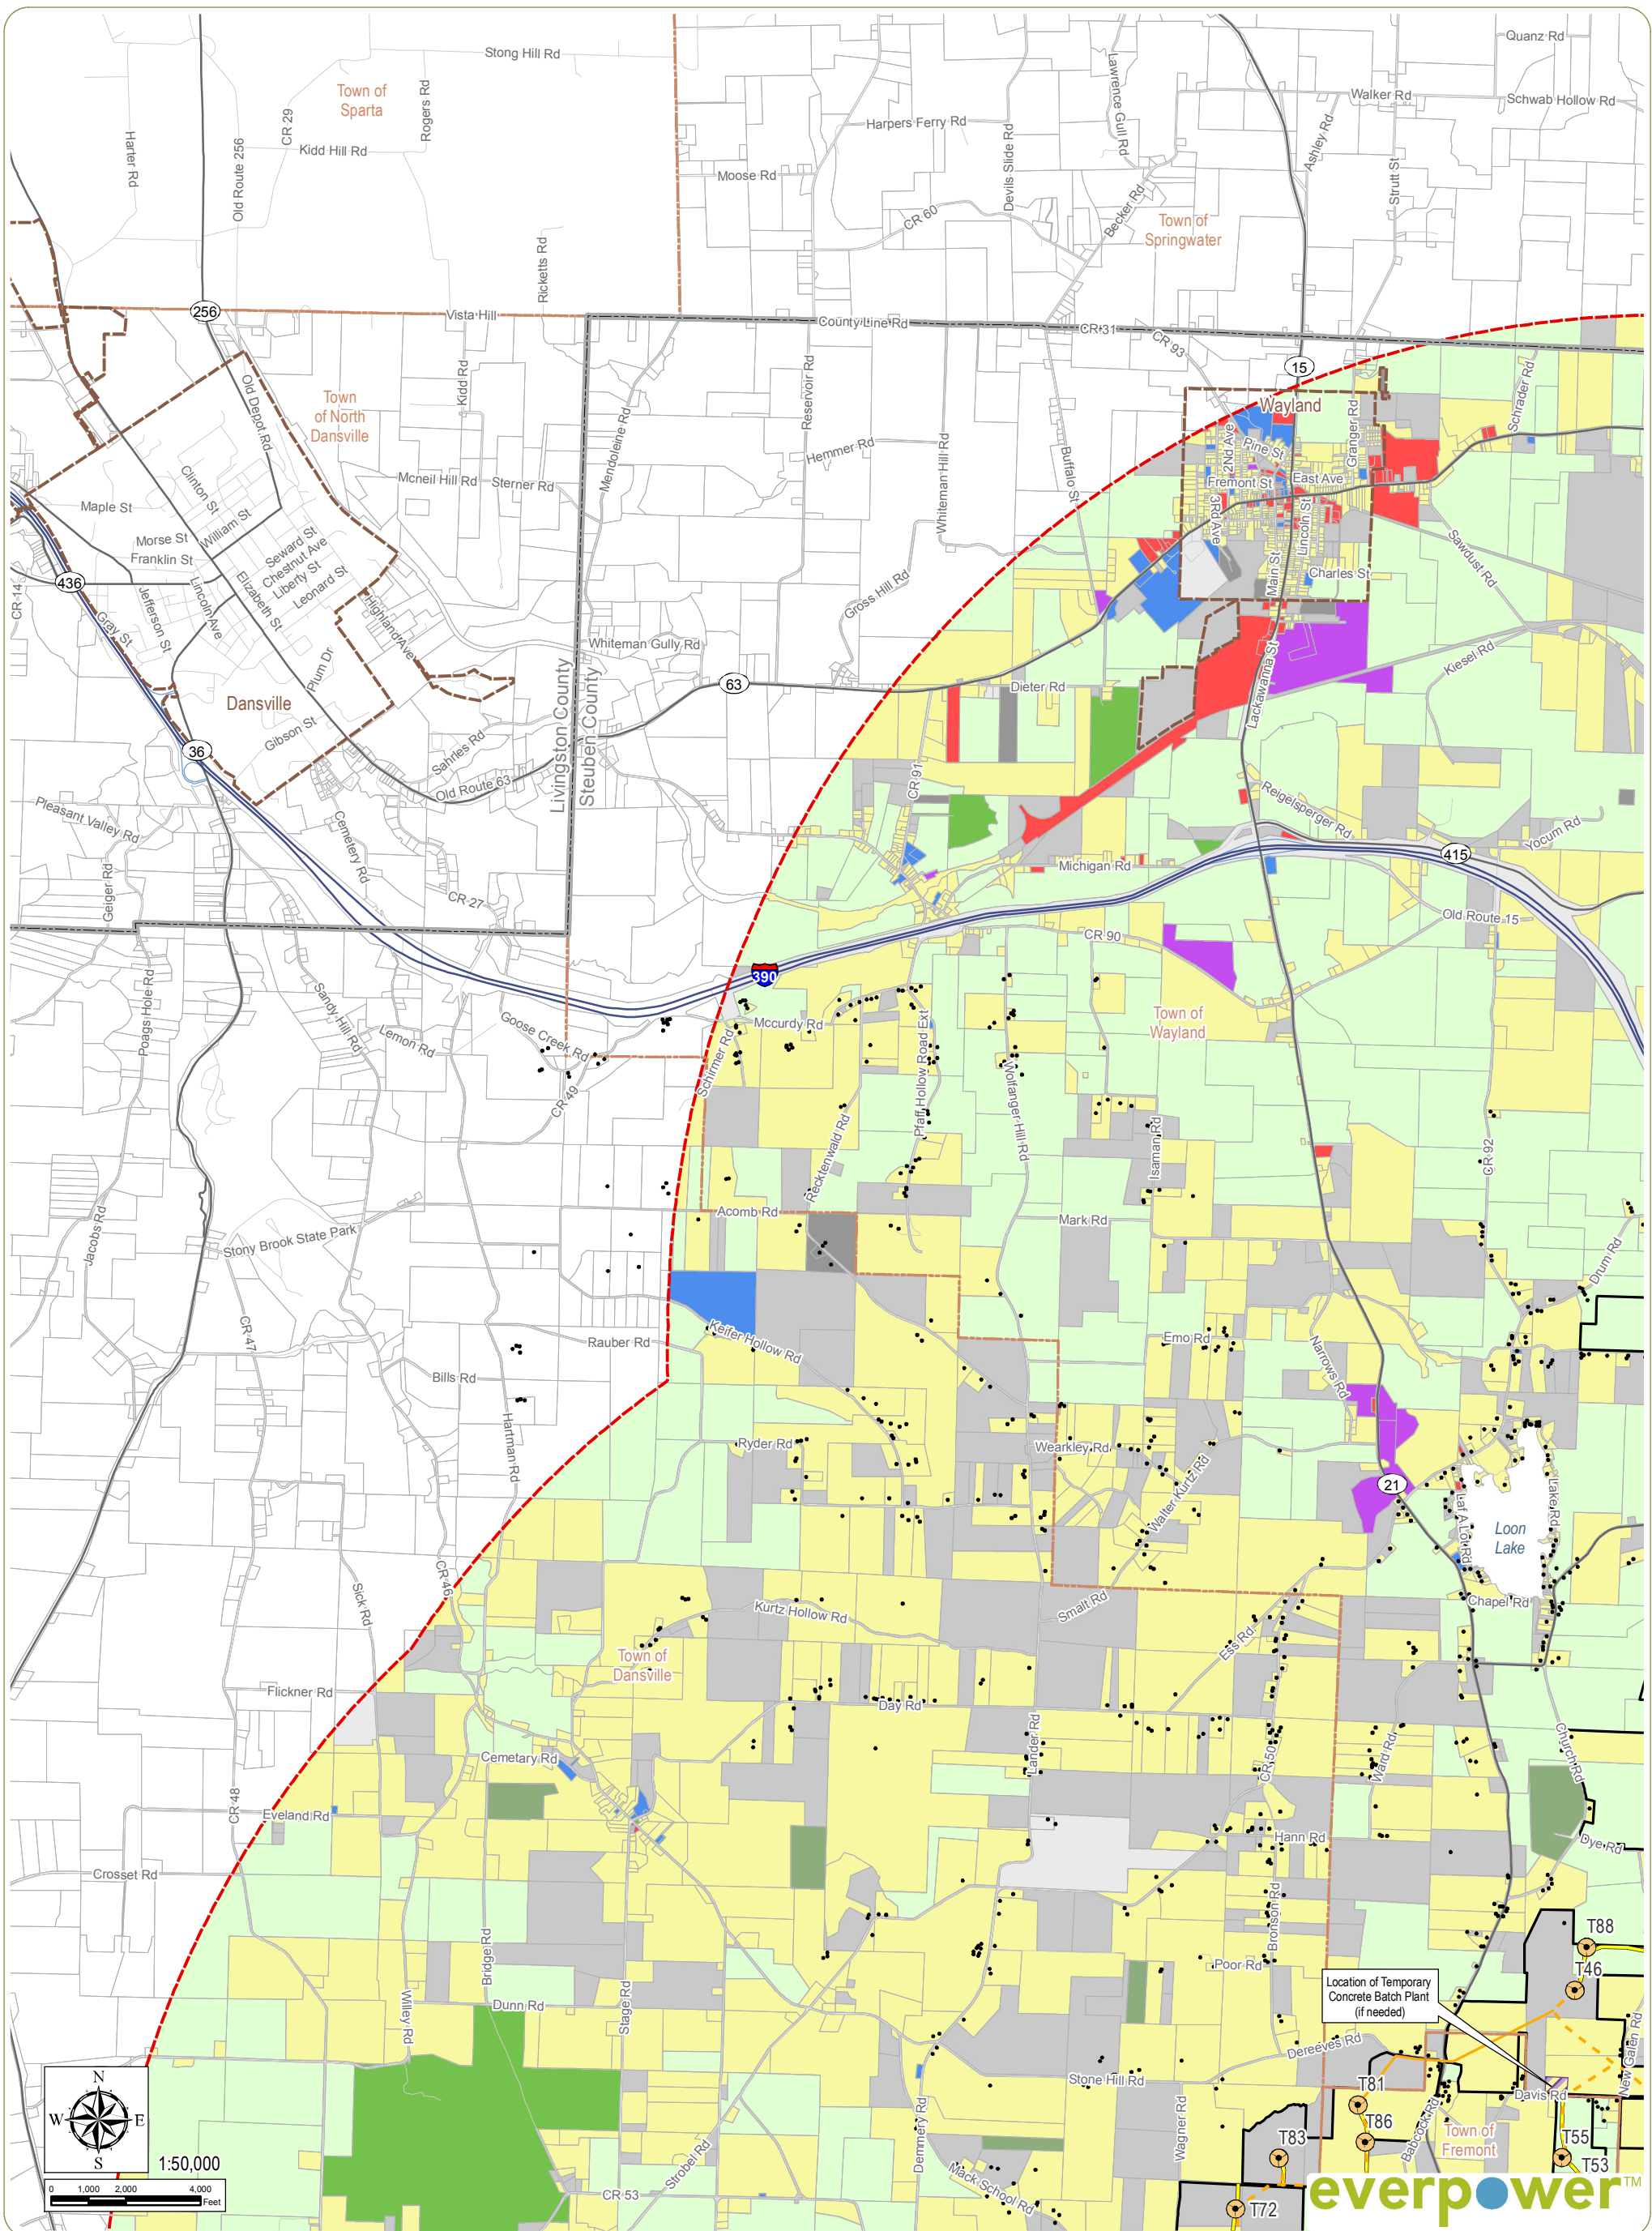 Stong Hill Rd
Quanz Rd
Lawrence Gull Rd
Town of
Sparta
Rogers Rd
Walker Rd
Schwab Hollow Rd
CR 29
Harpers Ferry Rd
Harter Rd
Old Route 256
Kidd Hill Rd
Devils Slide Rd
Ashley Rd
Strutt St
Moose Rd
Becker Rd
CR 60
Town of
Springwater
Ricketts Rd
256
Vista Hill
County Line Rd
CR 31
CR 93
15
Schrader Rd
Old Depot Rd
Town
of North
Dansville
Kidd Rd
Mendoleine Rd
Reservoir Rd
Wayland
2Nd Ave
Pine St
Granger Rd
Hemmer Rd
Whiteman Hill Rd
Buffalo St
Clinton St
Mcneil Hill Rd
Sterner Rd
Fremont St
East Ave
3Rd Ave
Lincoln St
Maple St
William St
Morse St
Franklin St
Seward St
Chestnut Ave
Liberty St
Leonard St
Sawdust Rd
Main St
Charles St
CR 14
436
Jefferson St
Lincoln Ave
Elizabeth St
Highland Ave
Gross Hill Rd
Gray St
Whiteman Gully Rd
Kiesel Rd
Plum Dr
Lackawanna St
Livingston County
Steuben County
63
Dieter Rd
Dansville
Gibson St
36
Sahrles Rd
Old Route 63
CR 91
Pleasant Valley Rd
Cemetery Rd
Reigelsperger Rd
Yocum Rd
415
Michigan Rd
Geiger Rd
CR 27
Old Route 15
CR 90
390
Poags Hole Rd
Sandy Hill Rd
Lemon Rd
Goose Creek Rd
Mccurdy Rd
Town of
Wayland
Schirmer Rd
Pfaff Hollow Road Ext
Wolfanger Hill Rd
CR 49
Recktenwald Rd
Isaman Rd
CR 92
Jacobs Rd
Acomb Rd
Mark Rd
Stony Brook State Park
Drum Rd
CR 47
Rauber Rd
Keifer Hollow Rd
Emo Rd
Narrows Rd
Bills Rd
Hartman Rd
Ryder Rd
Wearkley Rd
Walter Kurtz Rd
21
Laf A Lot Rd
Loon
Lake
Lake Rd
CR 46
Sick Rd
Kurtz Hollow Rd
Smalt Rd
Chapel Rd
Ess Rd
Town of
Dansville
Flickner Rd
Day Rd
Lander Rd
CR 50
Ward Rd
Church Rd
Cemetary Rd
CR 48
Eveland Rd
Hann Rd
Dye Rd
Crosset Rd
Bronson Rd
T88
Bridge Rd
Poor Rd
T46
Location of Temporary
Concrete Batch Plant
(if needed)
Willey Rd
Dunn Rd
Stage Rd
New Galen Rd
Dereeves Rd
Stone Hill Rd
T81
Davis Rd
N
W
E
S
Demmerry Rd
Wagner Rd
T86
Babcock Rd
Town of
Fremont
T83
T55
T53
1:50,000
Strobel Rd
Mack School Rd
0 1,000 2,000 4,000
Feet
CR 53
T72
everpower™